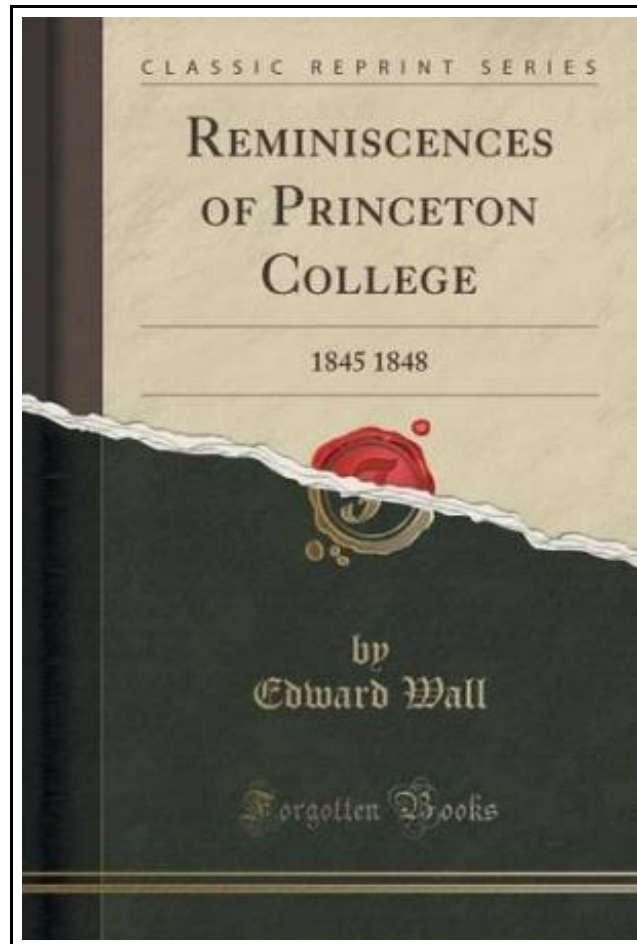 CLASSIC REPRINT SERIES
REMINISCENCES
OF PRINCETON
COLLEGE
1845 1848
by
Edward Wall
Forgotten Books